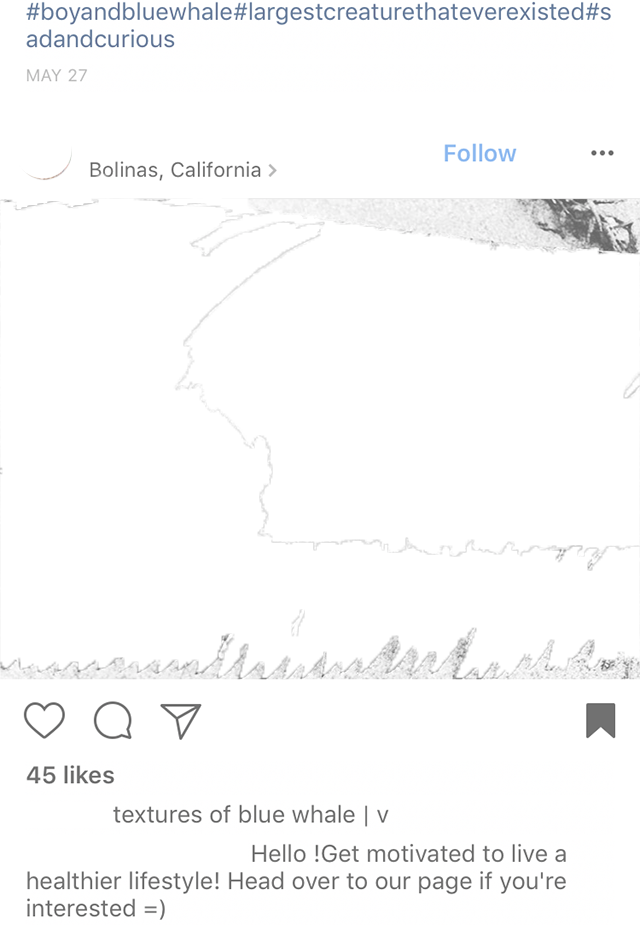 #boyandbluewhale#largestcreaturethateverexisted#s
adandcurious
MAY 27
Follow
Bolinas, California
45 likes
textures of blue whale | v
Hello !Get motivated to live a
healthier lifestyle! Head over to our page if you're
interested =)